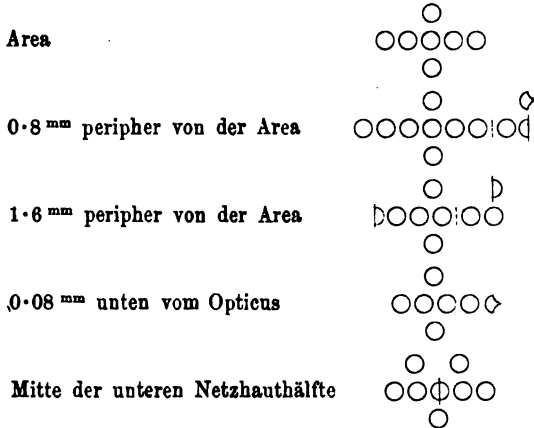 Area
0·8 mm peripher von der Area
1·6 mm peripher von der Area
0·08 mm unten vom Opticus
Mitte der unteren Netzhauthälfte